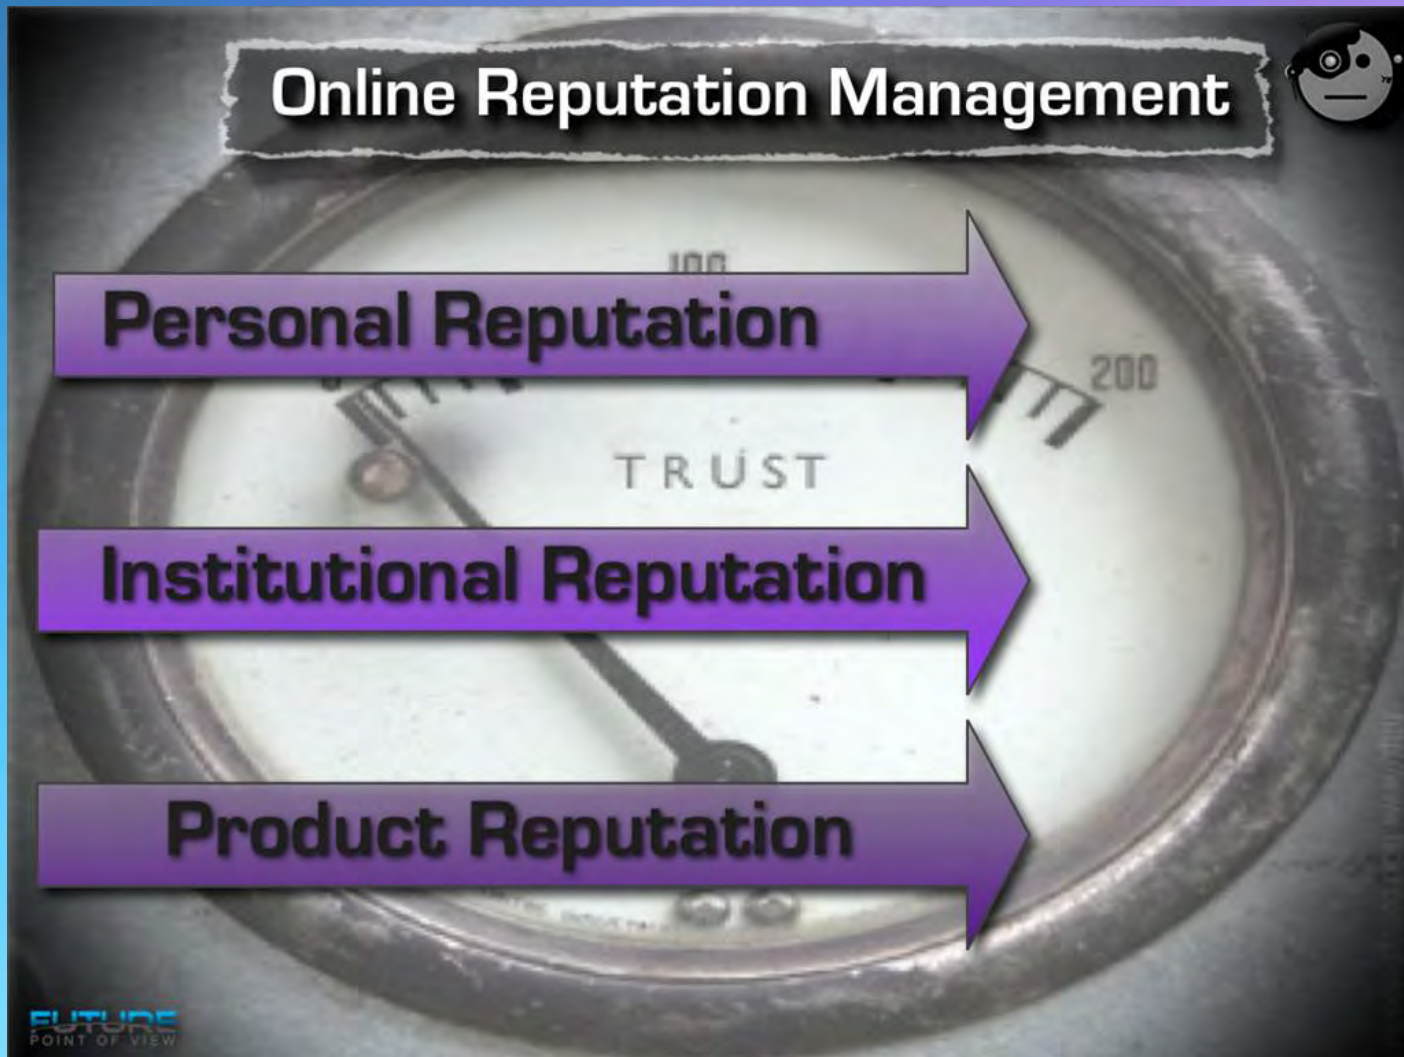 Online Reputation Management
100
Personal Reputation
200
TRUST
Institutional Reputation
Product Reputation
FUTURE
POINT OF VIEW